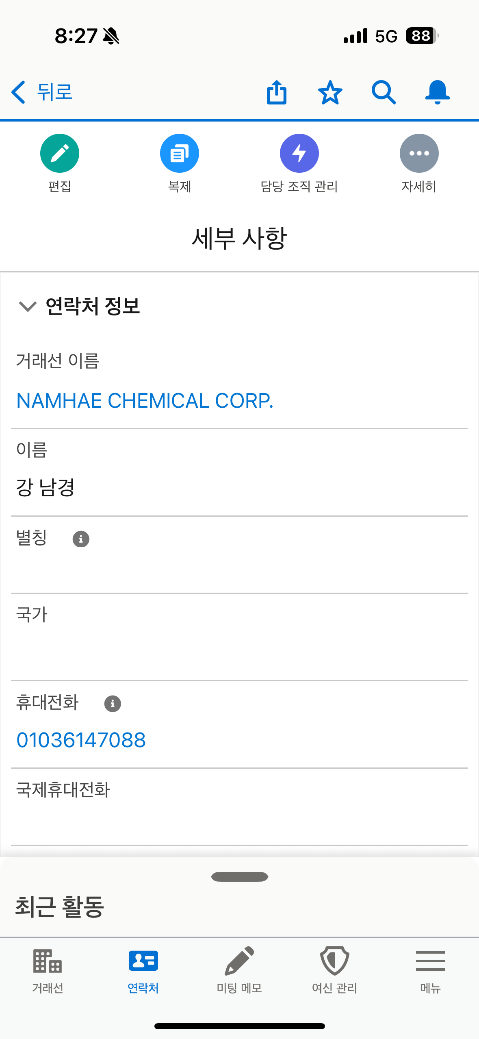 8:27
5G 88
뒤로
편집 복제 담당 조직 관리 자세히
세부 사항
연락처 정보
거래선 이름
NAMHAE CHEMICAL CORP.
이름
강 남경
별칭
국가
휴대전화
01036147088
국제휴대전화
최근 활동
거래선 연락처 미팅 메모 여신 관리 메뉴